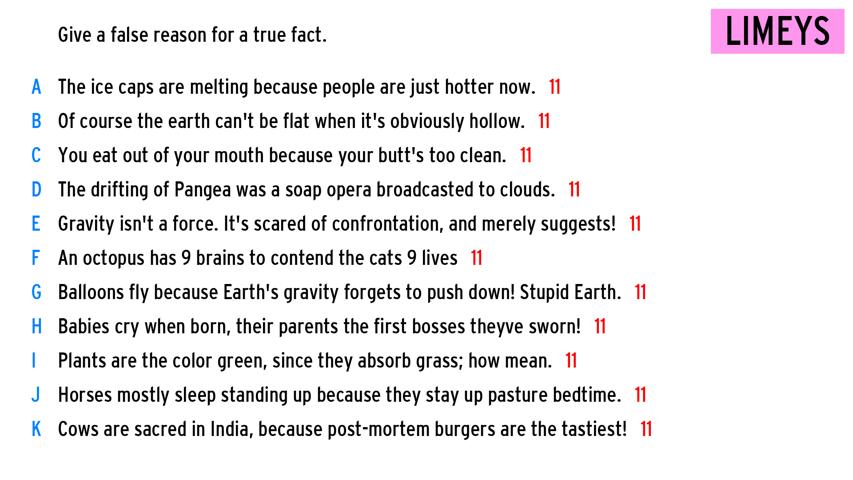 LIMEYS
Give a false reason for a true fact.
A The ice caps are melting because people are just hotter now. 11
B Of course the earth can't be flat when it's obviously hollow. 11
C You eat out of your mouth because your butt's too clean. 11
D The drifting of Pangea was a soap opera broadcasted to clouds. 11
E Gravity isn't a force. It's scared of confrontation, and merely suggests! 11
F An octopus has 9 brains to contend the cats 9 lives 11
G Balloons fly because Earth's gravity forgets to push down! Stupid Earth. 11
H Babies cry when born, their parents the first bosses theyve sworn! 11
I Plants are the color green, since they absorb grass; how mean. 11
J Horses mostly sleep standing up because they stay up pasture bedtime. 11
K Cows are sacred in India, because post-mortem burgers are the tastiest! 11